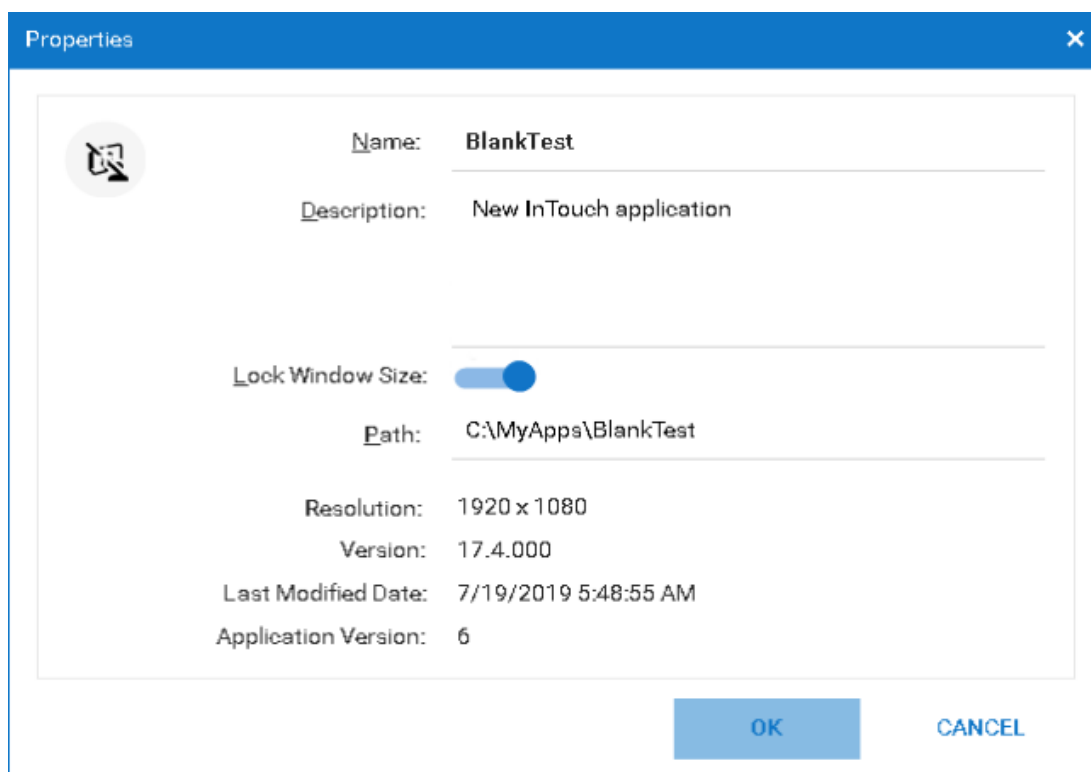 Properties
Name: BlankTest
Description: New InTouch application
Lock Window Size:
Path: C:\MyApps\BlankTest
Resolution: 1920 x 1080
Version: 17.4.000
Last Modified Date: 7/19/2019 5:48:55 AM
Application Version: 6
OK CANCEL